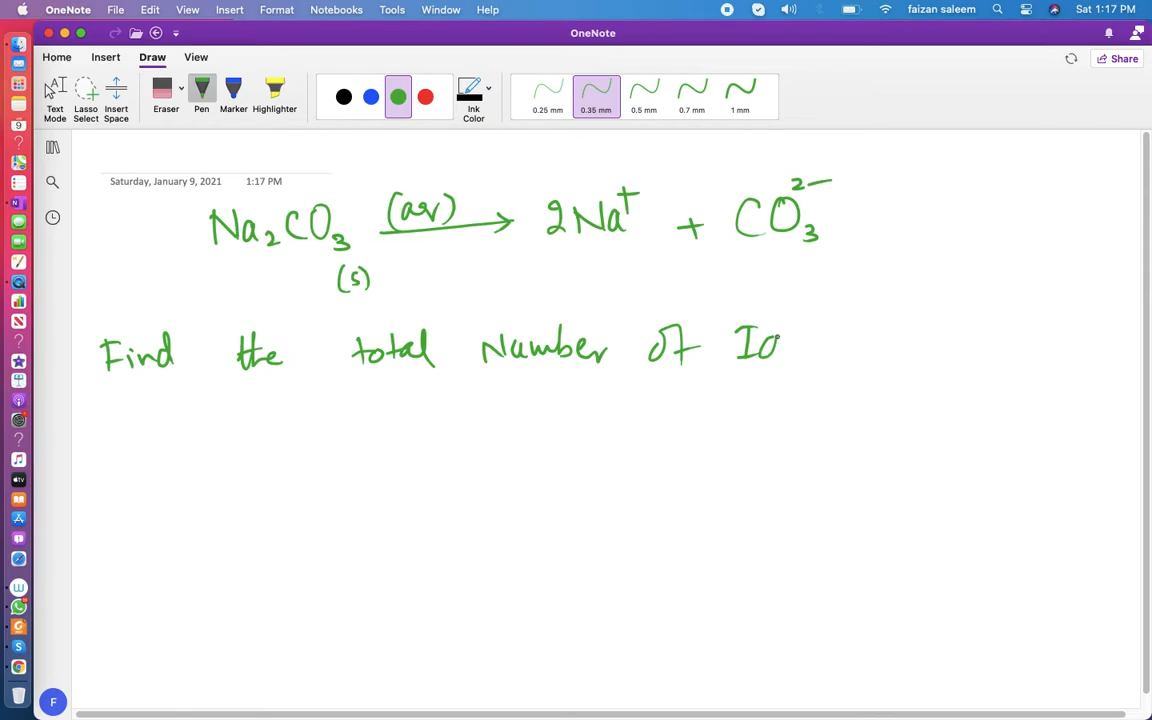 OneNote File Edit View Insert Format Notebooks Tools Window Help faizan saleem Sat 1:17 PM
OneNote
Home Insert Draw View Share
Text Mode Lasso Select Insert Space Eraser Pen Marker Highlighter Ink Color 0.25 mm 0.35 mm 0.5 mm 0.7 mm 1 mm
Saturday, January 9, 2021 1:17 PM
Na₂CO₃ (s) (aq) → 2Na⁺ + CO₃²⁻
Find the total Number of Io
F